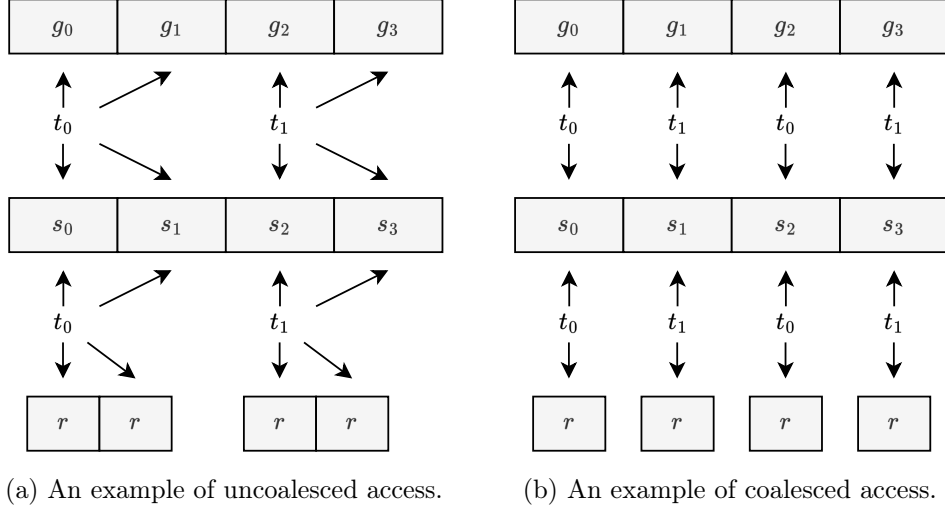 g₀ g₁ g₂ g₃ g₀ g₁ g₂ g₃
t₀ t₁ t₀ t₁ t₀ t₁
s₀ s₁ s₂ s₃ s₀ s₁ s₂ s₃
t₀ t₁ t₀ t₁ t₀ t₁
r r r r r r r r
(a) An example of uncoalesced access. (b) An example of coalesced access.